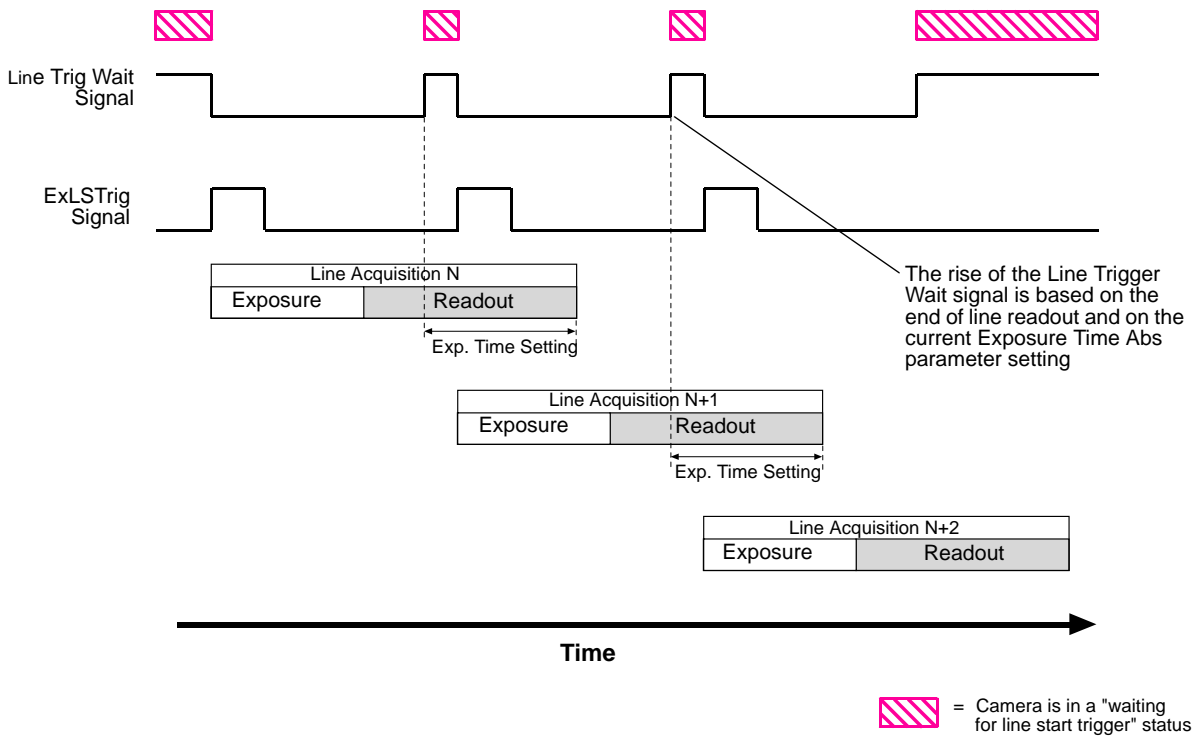 Line Trig Wait
Signal
ExLSTrig
Signal
Line Acquisition N
Exposure
Readout
Exp. Time Setting
The rise of the Line Trigger
Wait signal is based on the
end of line readout and on the
current Exposure Time Abs
parameter setting
Line Acquisition N+1
Exposure
Readout
Exp. Time Setting
Line Acquisition N+2
Exposure
Readout
Time
= Camera is in a "waiting
for line start trigger" status